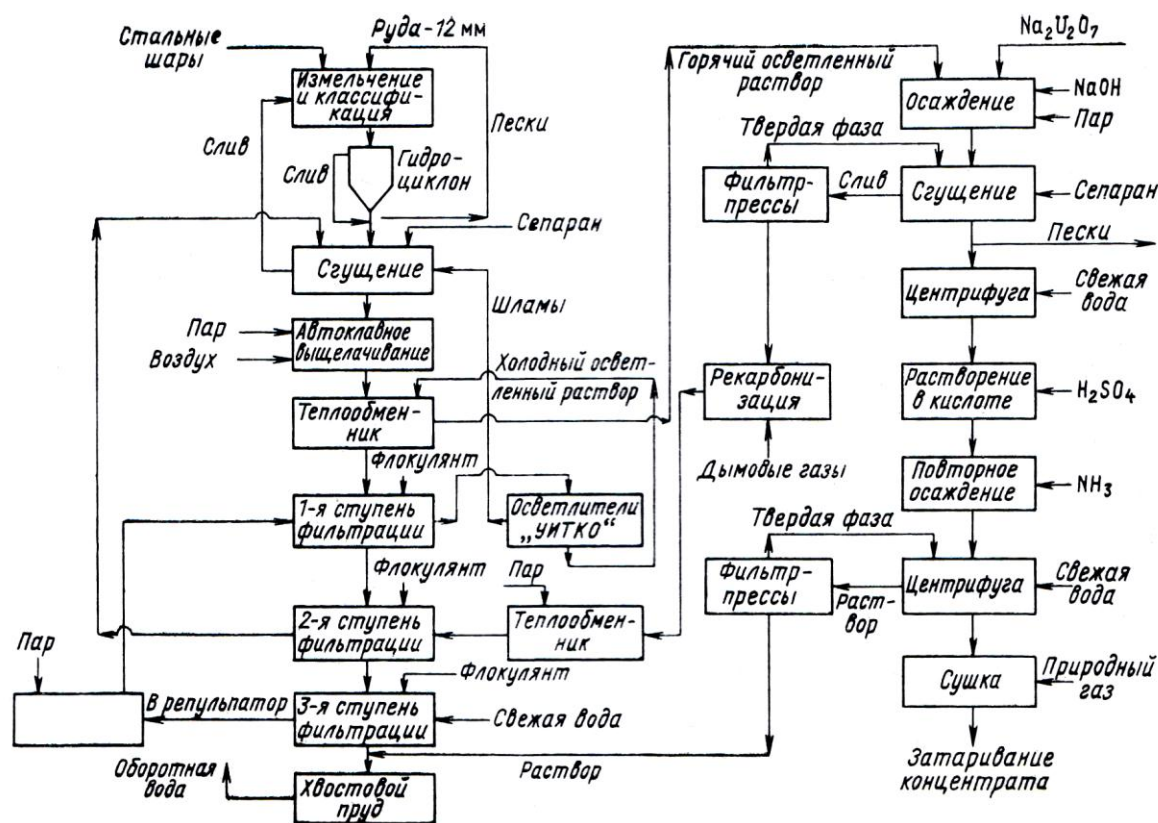 Стальные
шары
Руда-12 мм
Измельчение
и классифи-
кация
Слив
Пески
Слив
Гидро-
циклон
Сепаран
Сгущение
Шламы
Пар
Воздух
Автоклавное
выщелачивание
Холодный освет-
ленный раствор
Теплообмен-
ник
Флокулянт
1-я ступень
фильтрации
Осветлители
„УИТКО“
Флокулянт
Пар
2-я ступень
фильтрации
Теплообмен-
ник
Пар
Флокулянт
В репульпатор
3-я ступень
фильтрации
Свежая вода
Оборотная
вода
Раствор
Хвостовой
пруд
Na2U2O7
Горячий осветленный
раствор
Осаждение
NaOH
Пар
Твердая фаза
Фильтр-
прессы
Слив
Сгущение
Сепаран
Пески
Центрифуга
Свежая
вода
Рекарбони-
зация
Растворение
в кислоте
H2SO4
Дымовые газы
Повторное
осаждение
NH3
Твердая фаза
Фильтр-
прессы
Раст-
вор
Центрифуга
Свежая
вода
Сушка
Природный
газ
Затаривание
концентрата